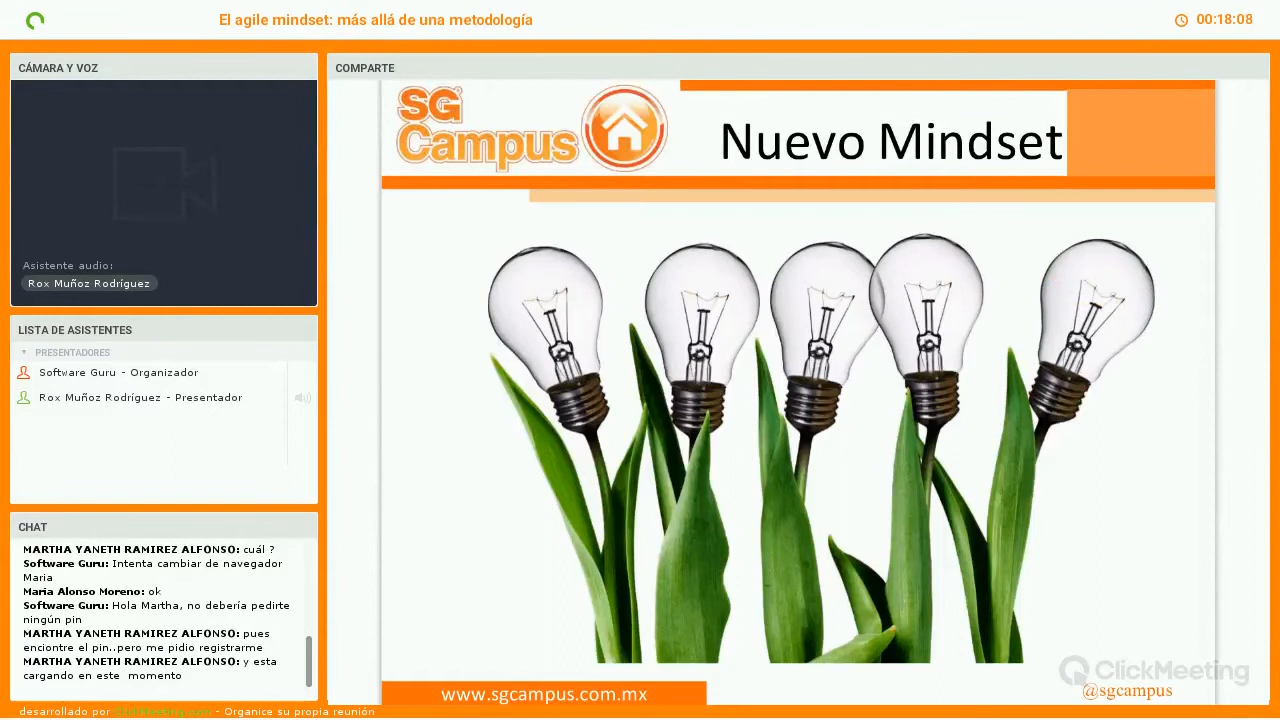 El agile mindset: más allá de una metodología
00:18:08
CÁMARA Y VOZ
Asistente audio:
Rox Muñoz Rodríguez
LISTA DE ASISTENTES
PRESENTADORES
Software Guru - Organizador
Rox Muñoz Rodríguez - Presentador
CHAT
MARTHA YANETH RAMIREZ ALFONSO: cuál ?
Software Guru: Intenta cambiar de navegador
Maria
Maria Alonso Moreno: ok
Software Guru: Hola Martha, no debería pedirte
ningún pin
MARTHA YANETH RAMIREZ ALFONSO: pues
enciontre el pin..pero me pidio registrarme
MARTHA YANETH RAMIREZ ALFONSO: y esta
cargando en este momento
desarrollado por ClickMeeting.com - Organice su propia reunión
COMPARTE
SG
Campus
Nuevo Mindset
www.sgcampus.com.mx
ClickMeeting
@sgcampus